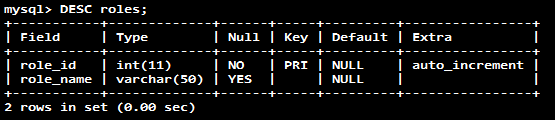 mysql> DESC roles;
+-----------+-------------+------+-----+---------+----------------+
| Field     | Type        | Null | Key | Default | Extra          |
+-----------+-------------+------+-----+---------+----------------+
| role_id   | int(11)     | NO   | PRI | NULL    | auto_increment |
| role_name | varchar(50) | YES  |     | NULL    |                |
+-----------+-------------+------+-----+---------+----------------+
2 rows in set (0.00 sec)